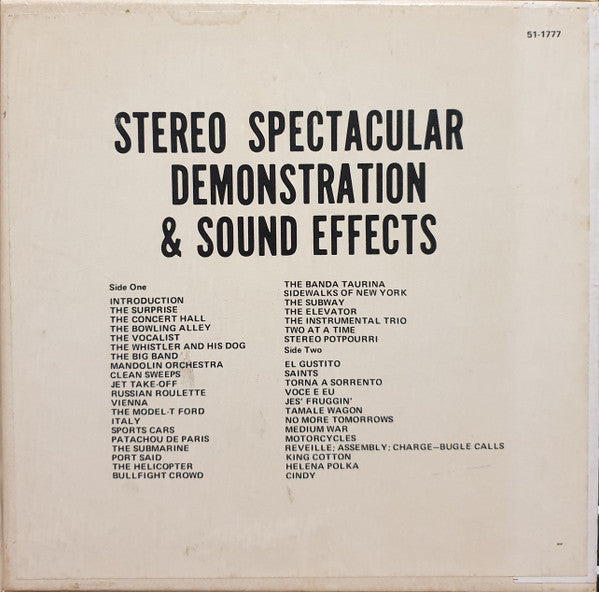 51-1777
STEREO SPECTACULAR
DEMONSTRATION
& SOUND EFFECTS
Side One
INTRODUCTION
THE SURPRISE
THE CONCERT HALL
THE BOWLING ALLEY
THE VOCALIST
THE WHISTLER AND HIS DOG
THE BIG BAND
MANDOLIN ORCHESTRA
CLEAN SWEEPS
JET TAKE-OFF
RUSSIAN ROULETTE
VIENNA
THE MODEL-T FORD
ITALY
SPORTS CARS
PATACHOU DE PARIS
THE SUBMARINE
PORT SAID
THE HELICOPTER
BULLFIGHT CROWD
THE BANDA TAURINA
SIDEWALKS OF NEW YORK
THE SUBWAY
THE ELEVATOR
THE INSTRUMENTAL TRIO
TWO AT A TIME
STEREO POTPOURRI
Side Two
EL GUSTITO
SAINTS
TORNA A SORRENTO
VOCE E EU
JES' FRUGGIN'
TAMALE WAGON
NO MORE TOMORROWS
MEDIUM WAR
MOTORCYCLES
REVEILLE; ASSEMBLY; CHARGE—BUGLE CALLS
KING COTTON
HELENA POLKA
CINDY